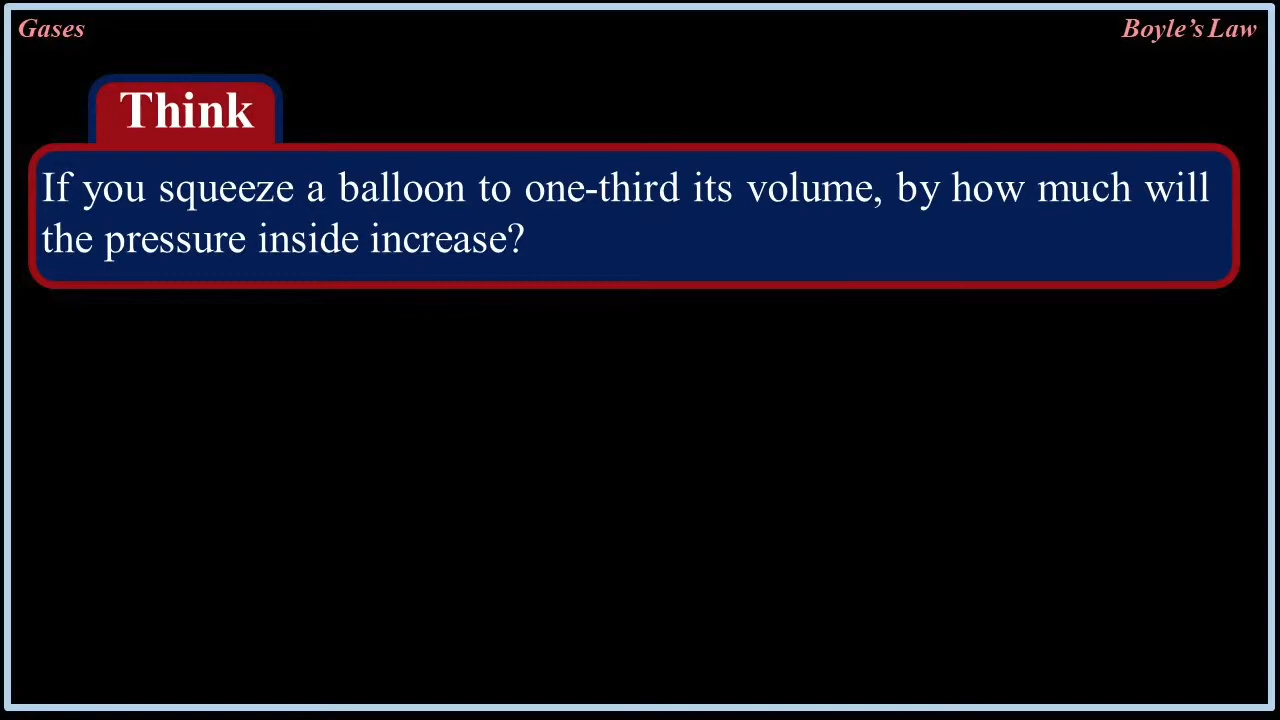 Gases
Boyle's Law
Think
If you squeeze a balloon to one-third its volume, by how much will
the pressure inside increase?